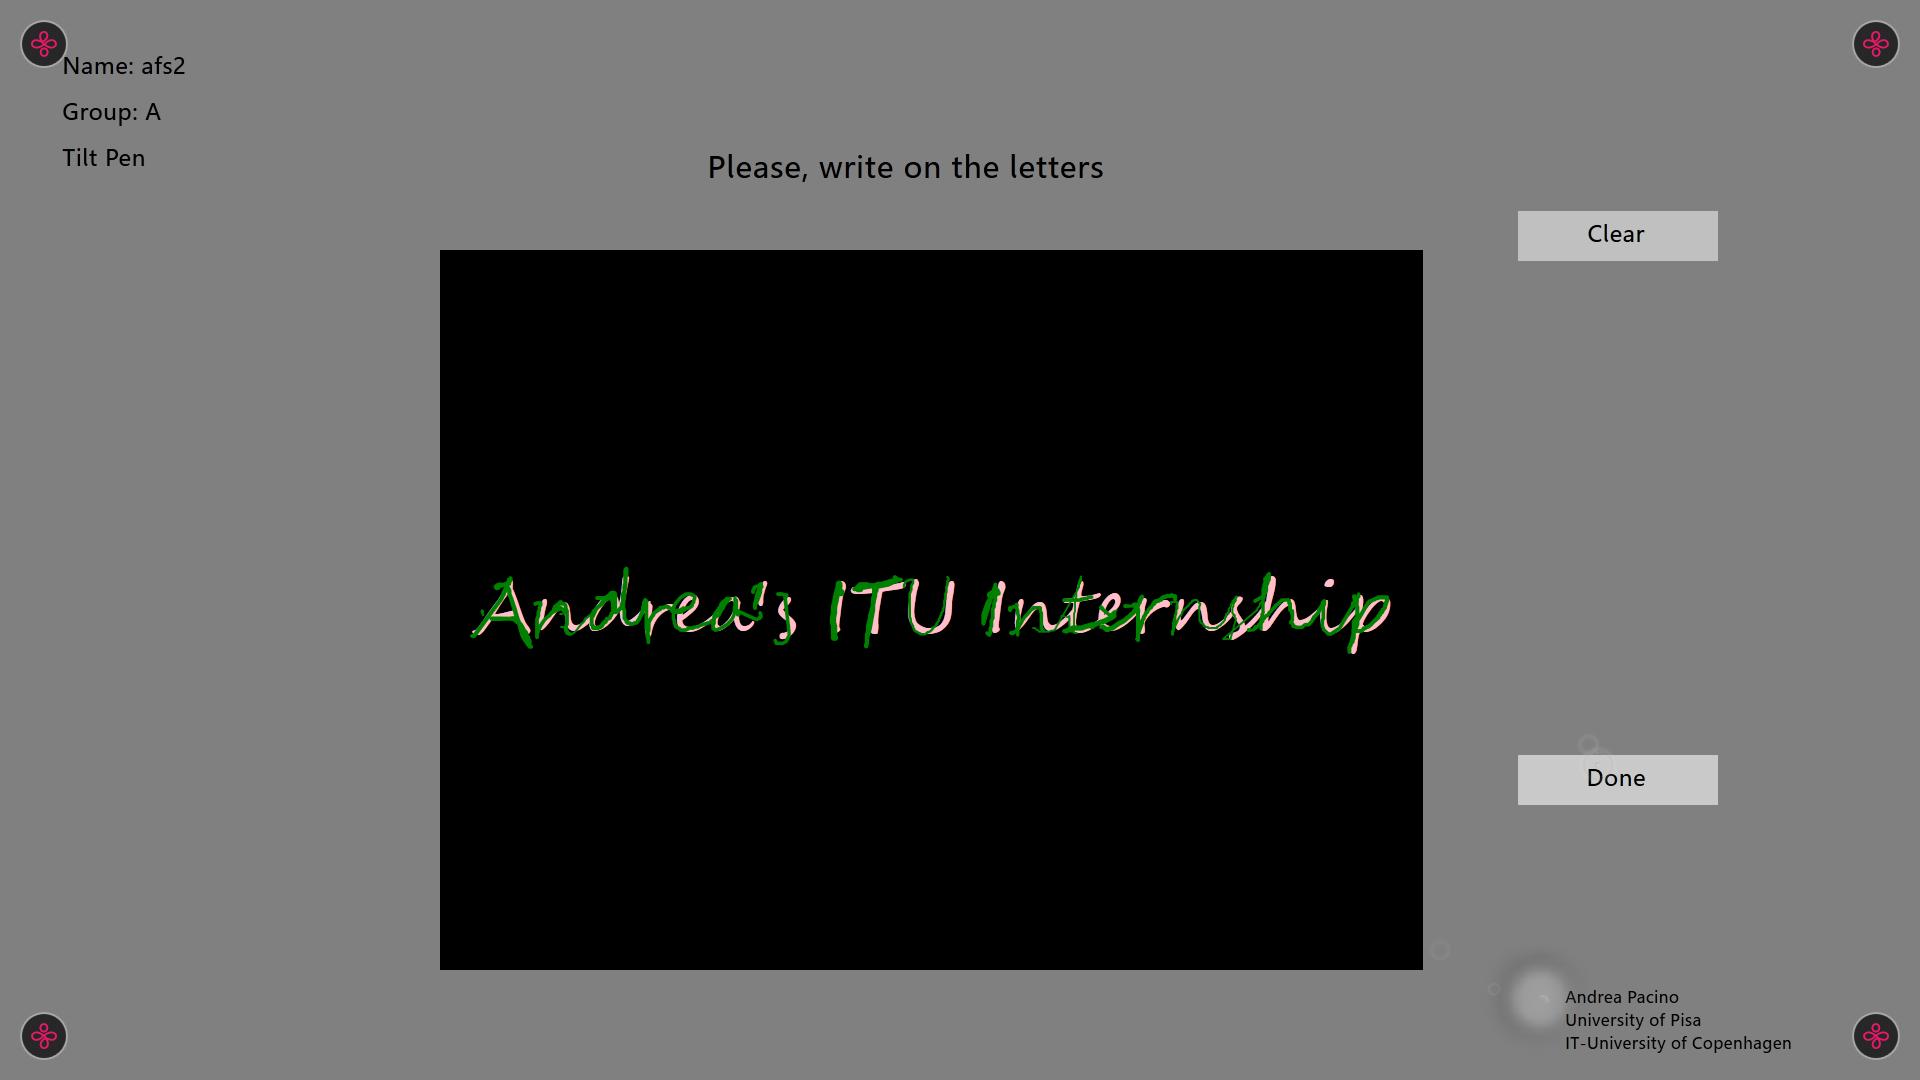 Name: afs2
Group: A
Tilt Pen
Please, write on the letters
Clear
Andrea's ITU Internship
Done
Andrea Pacino
University of Pisa
IT-University of Copenhagen